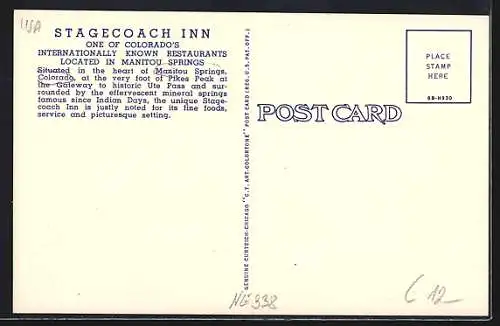 USA
STAGECOACH INN
ONE OF COLORADO'S
INTERNATIONALLY KNOWN RESTAURANTS
LOCATED IN MANITOU SPRINGS
Situated in the heart of Manitou Springs,
Colorado, at the very foot of Pikes Peak at
the Gateway to historic Ute Pass and sur-
rounded by the effervescent mineral springs
famous since Indian Days, the unique Stage-
coach Inn is justly noted for its fine foods,
service and picturesque setting.
GENUINE CURTEICH-CHICAGO "C.T. ART-COLORTONE" POST CARD (REG. U.S. PAT. OFF.)
POST CARD
PLACE
STAMP
HERE
8B-H930
NG338
A2